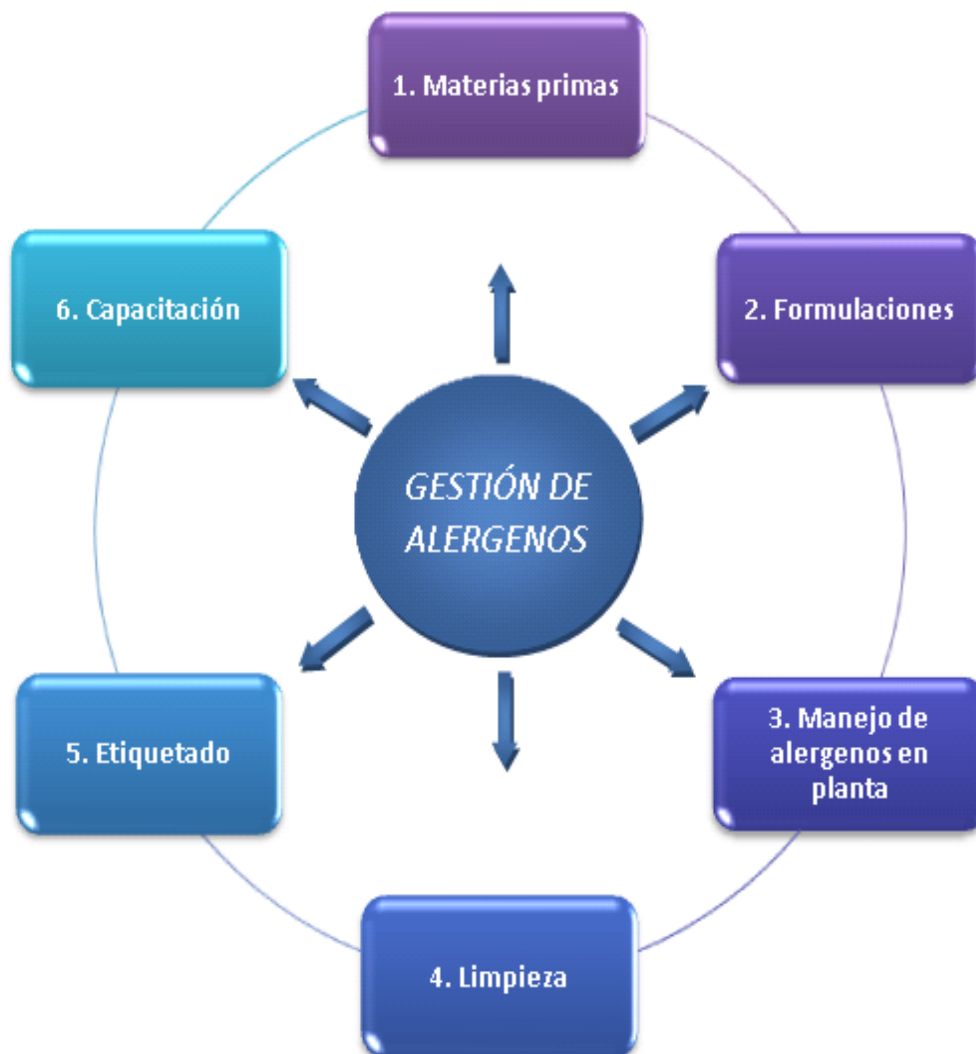 1. Materias primas
2. Formulaciones
3. Manejo de
alergenos en
planta
4. Limpieza
5. Etiquetado
6. Capacitación
GESTIÓN DE
ALERGENOS